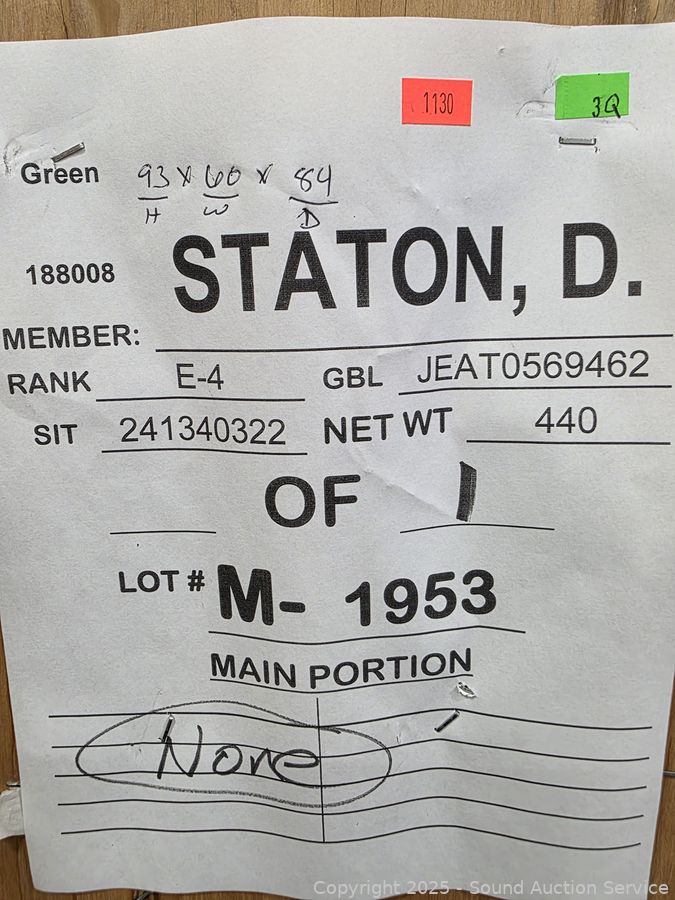 1130
3Q
Green 93 x 60 x 84
H W D
188008 STATON, D.
MEMBER:
RANK E-4 GBL JEAT0569462
SIT 241340322 NET WT 440
OF 1
LOT # M- 1953
MAIN PORTION
None
Copyright 2025 - Sound Auction Service